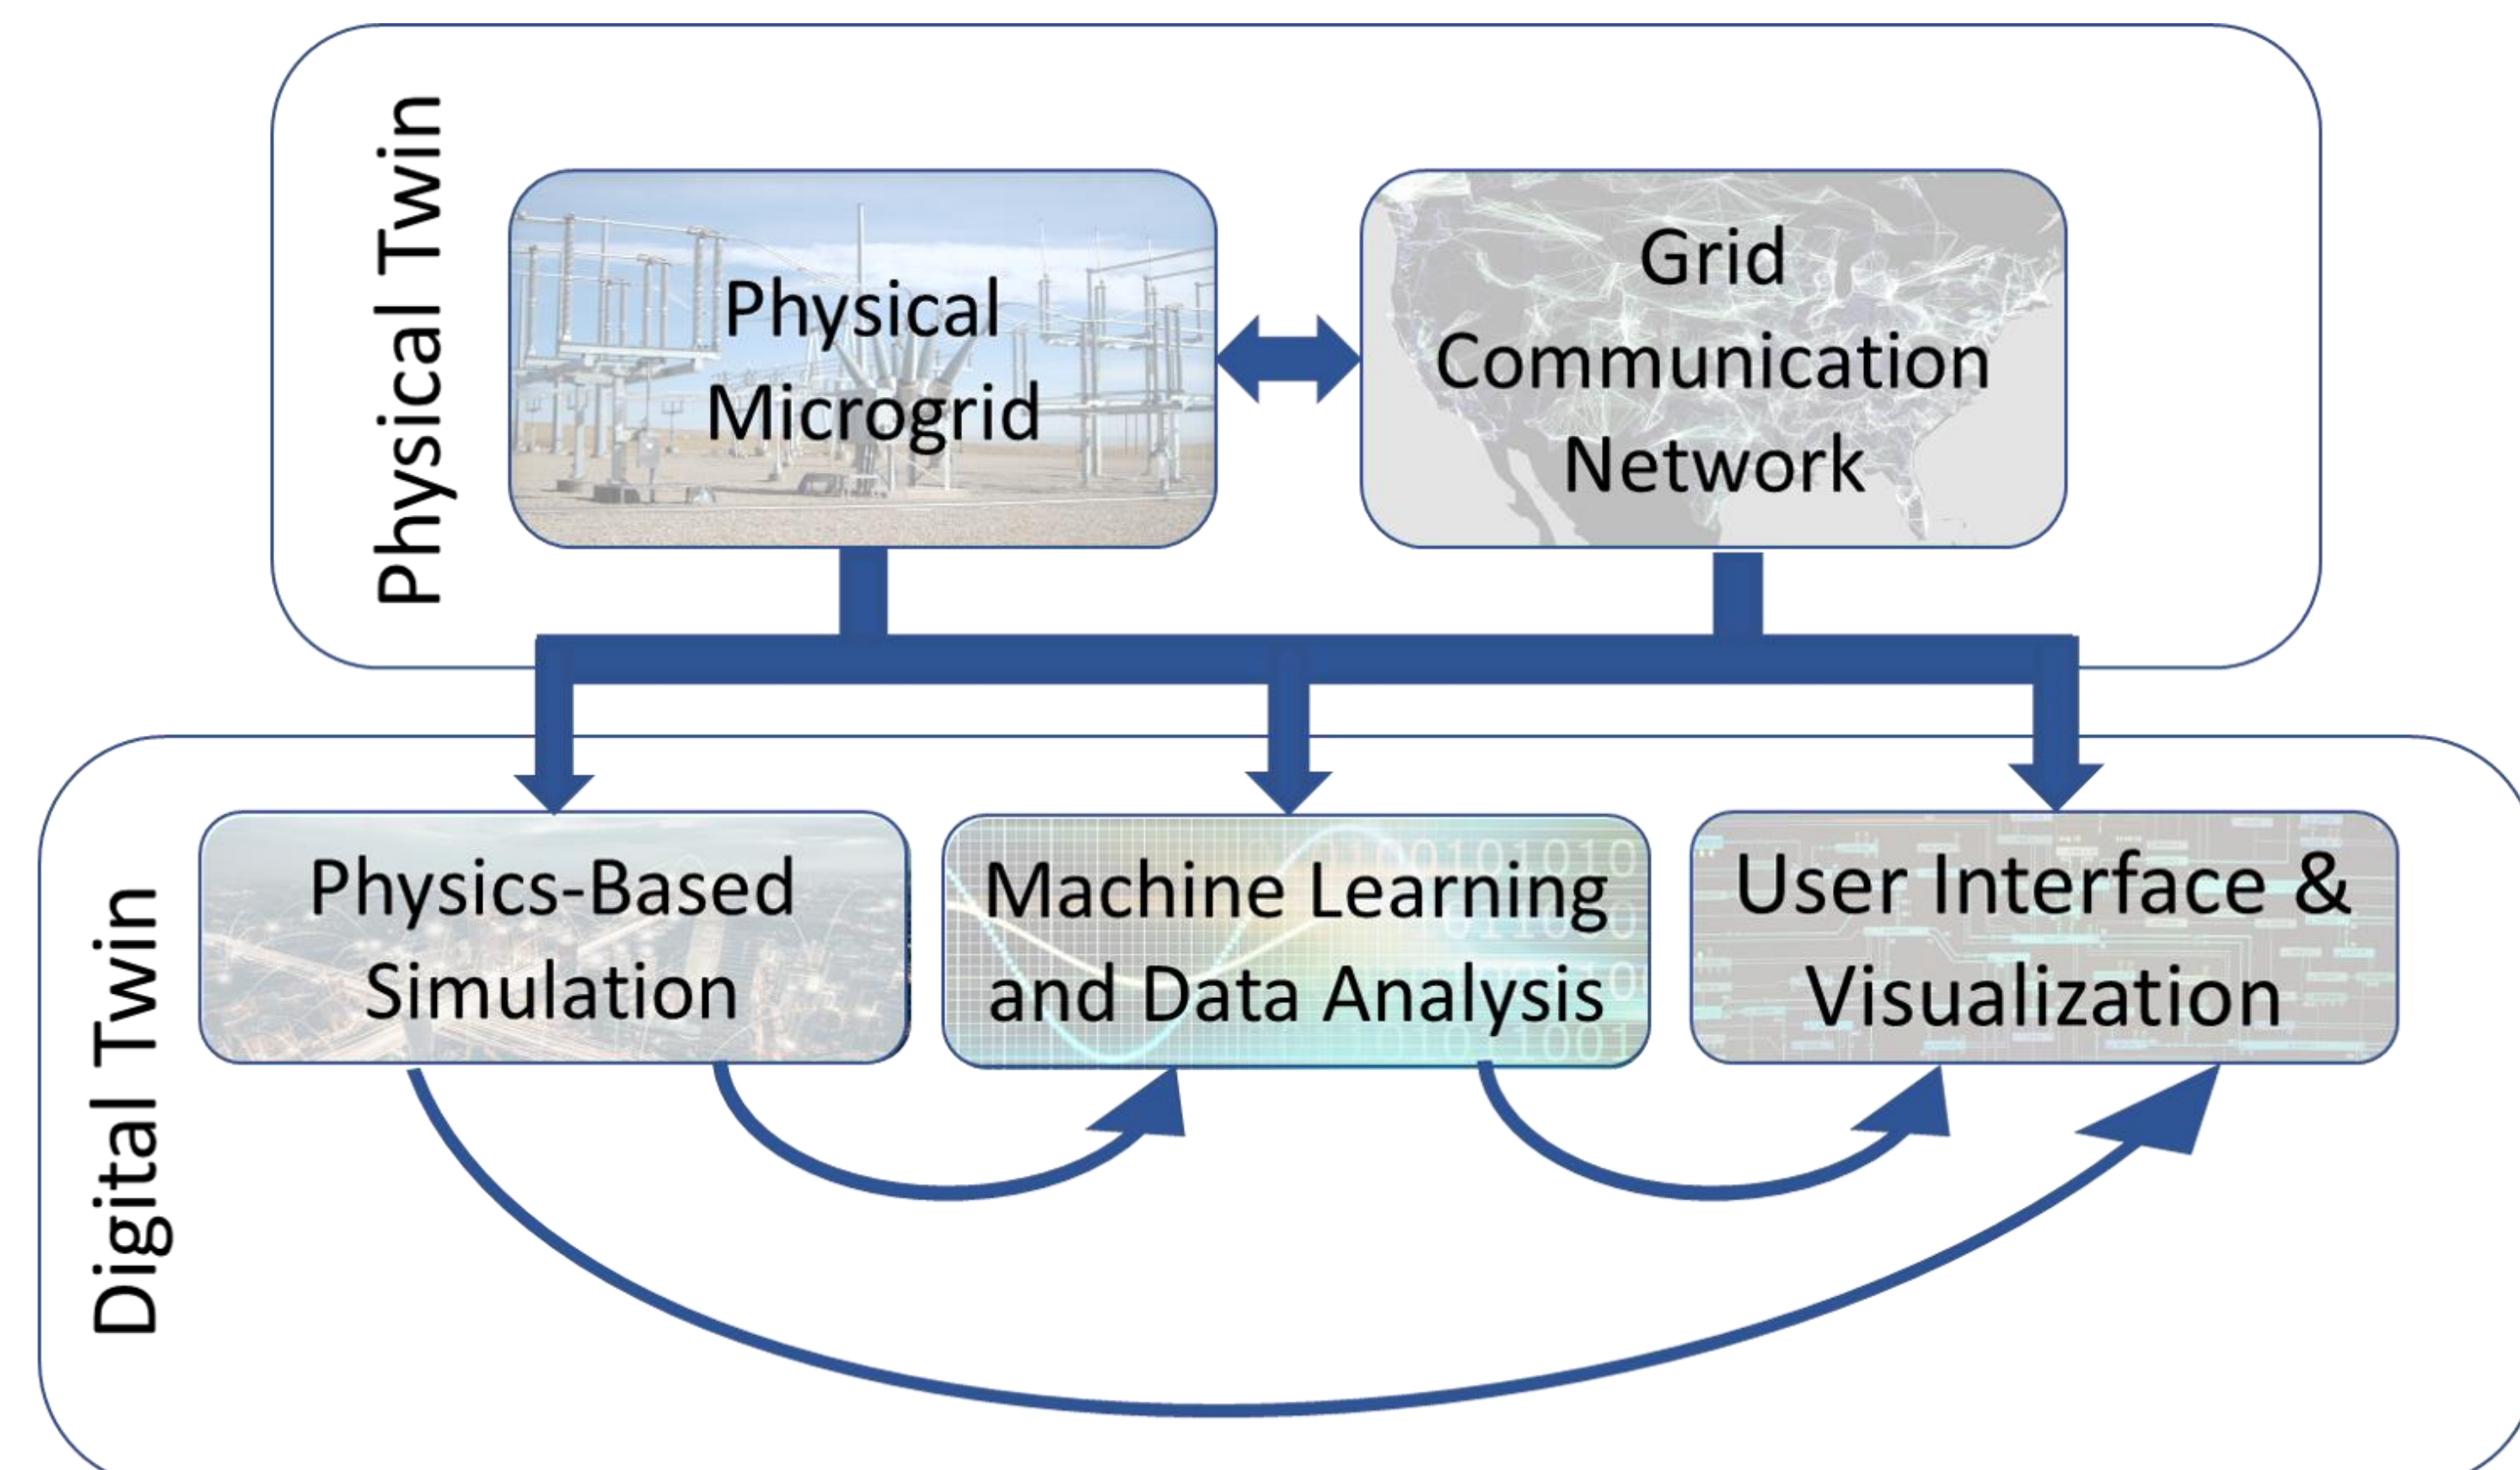 Physical Twin
Physical
Microgrid
Grid
Communication
Network
Digital Twin
Physics-Based
Simulation
Machine Learning
and Data Analysis
User Interface &
Visualization